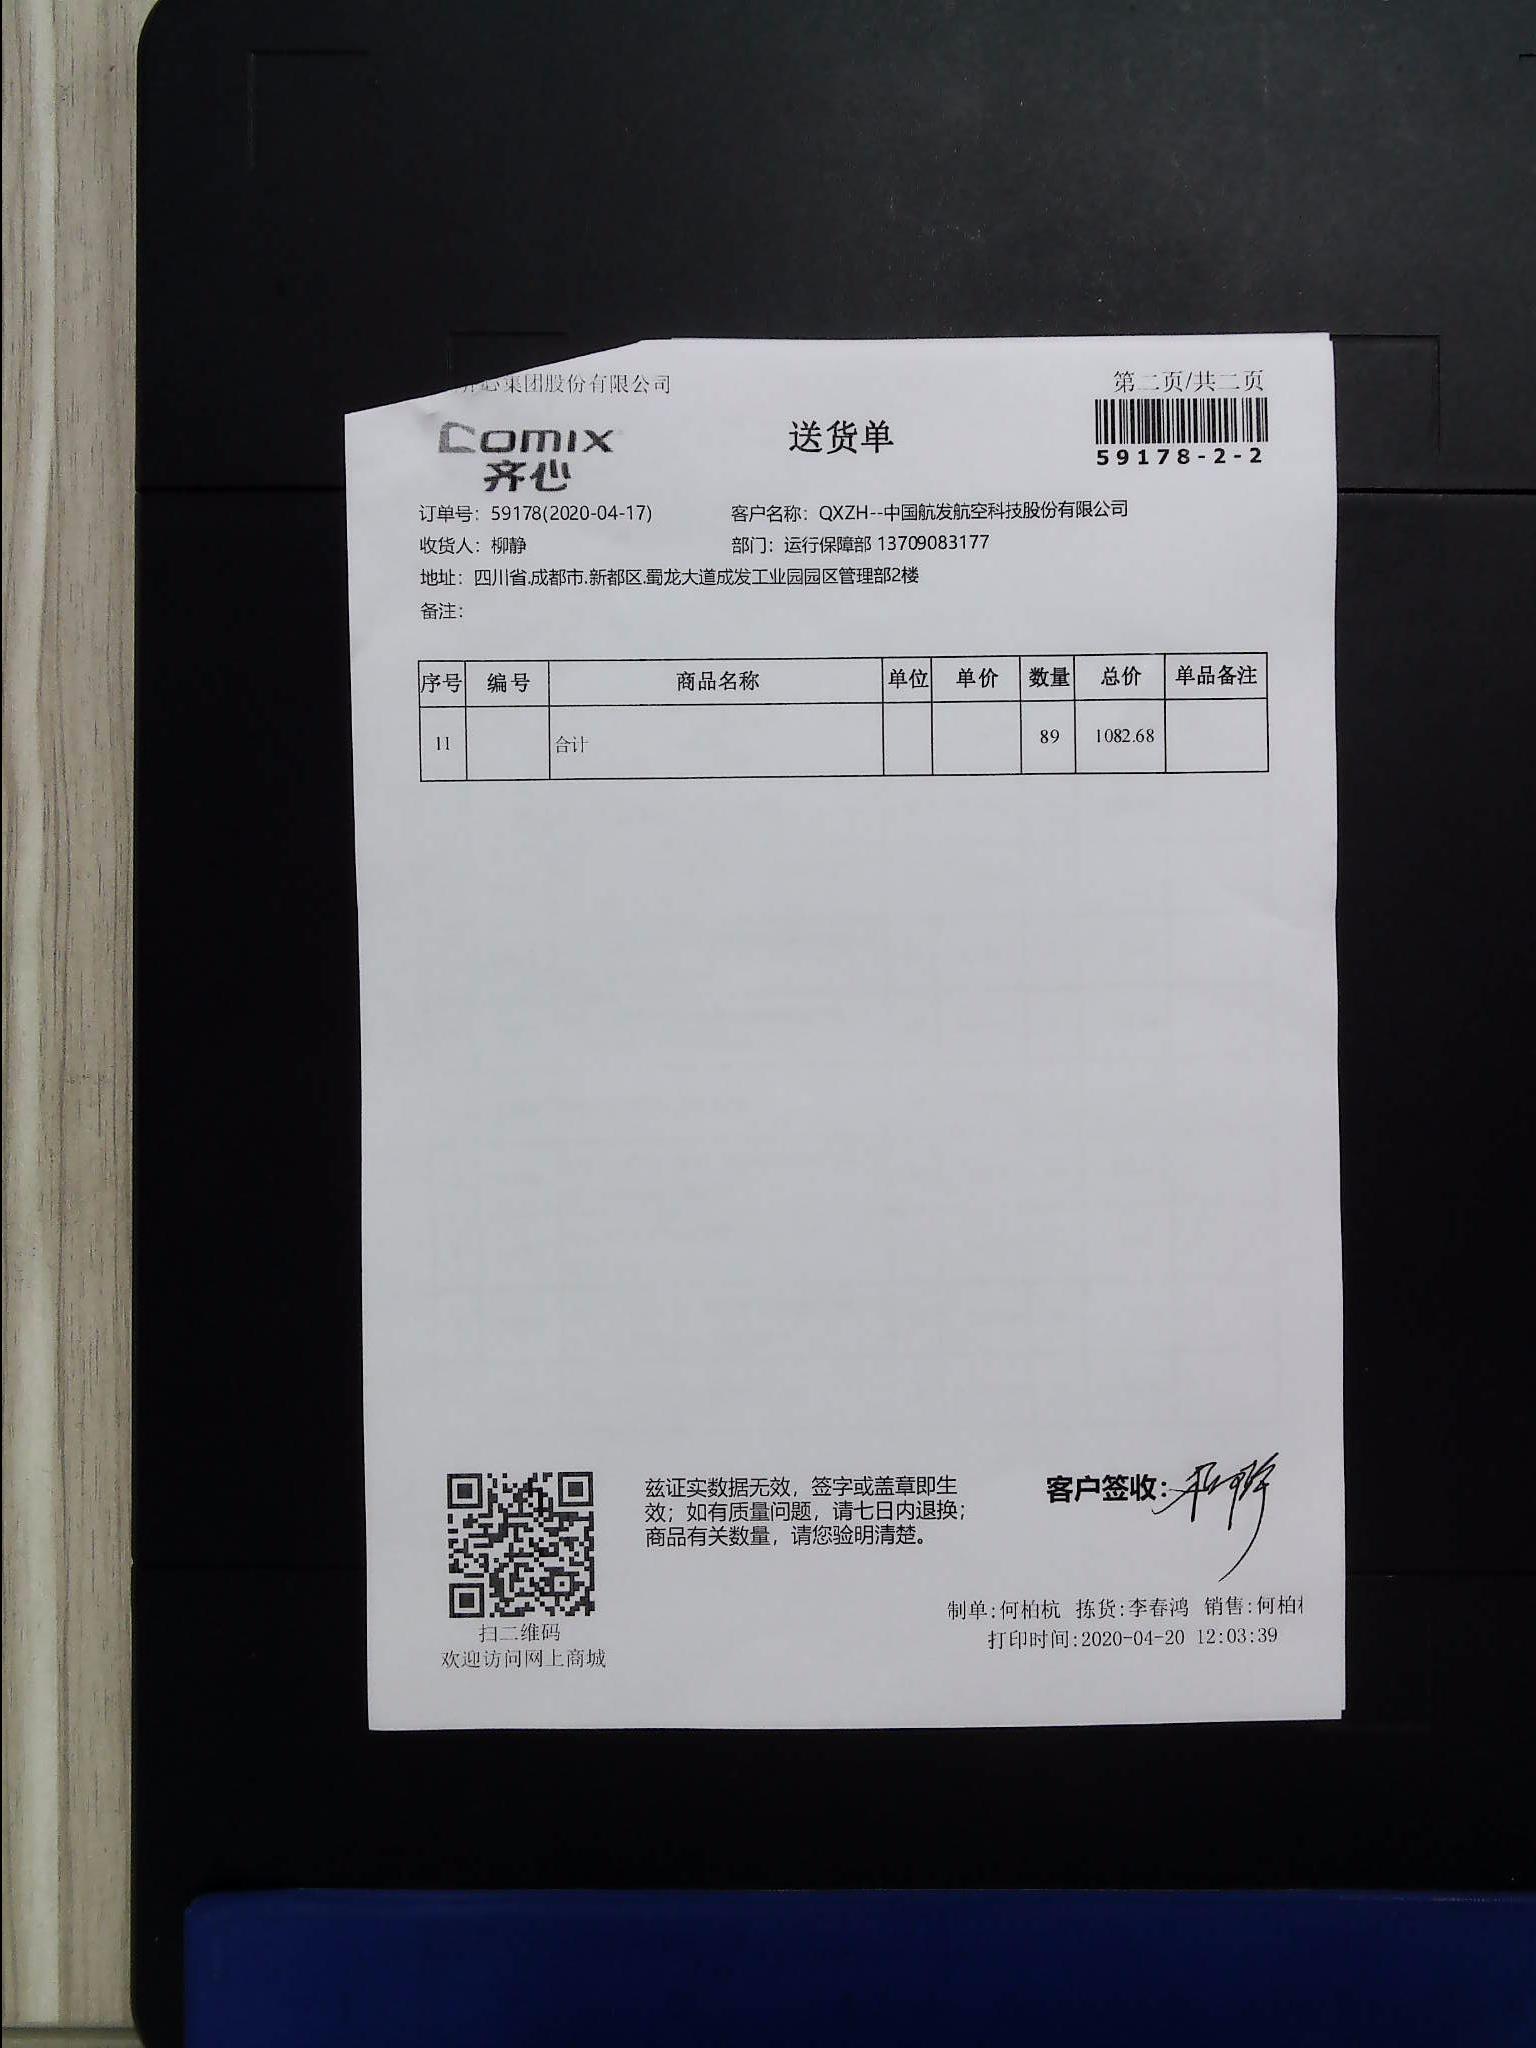 心集团股份有限公司
第二页/共二页
comix
齐心
送货单
59178-2-2
订单号：59178(2020-04-17)
客户名称：QXZH--中国航发航空科技股份有限公司
收货人：柳静
部门：运行保障部 13709083177
地址：四川省.成都市.新都区.蜀龙大道成发工业园园区管理部2楼
备注：
序号 编号 商品名称 单位 单价 数量 总价 单品备注
11 合计 89 1082.68
兹证实数据无效，签字或盖章即生
效；如有质量问题，请七日内退换；
商品有关数量，请您验明清楚。
客户签收：柳静
扫二维码
欢迎访问网上商城
制单:何柏杭 拣货:李春鸿 销售:何柏
打印时间:2020-04-20 12:03:39